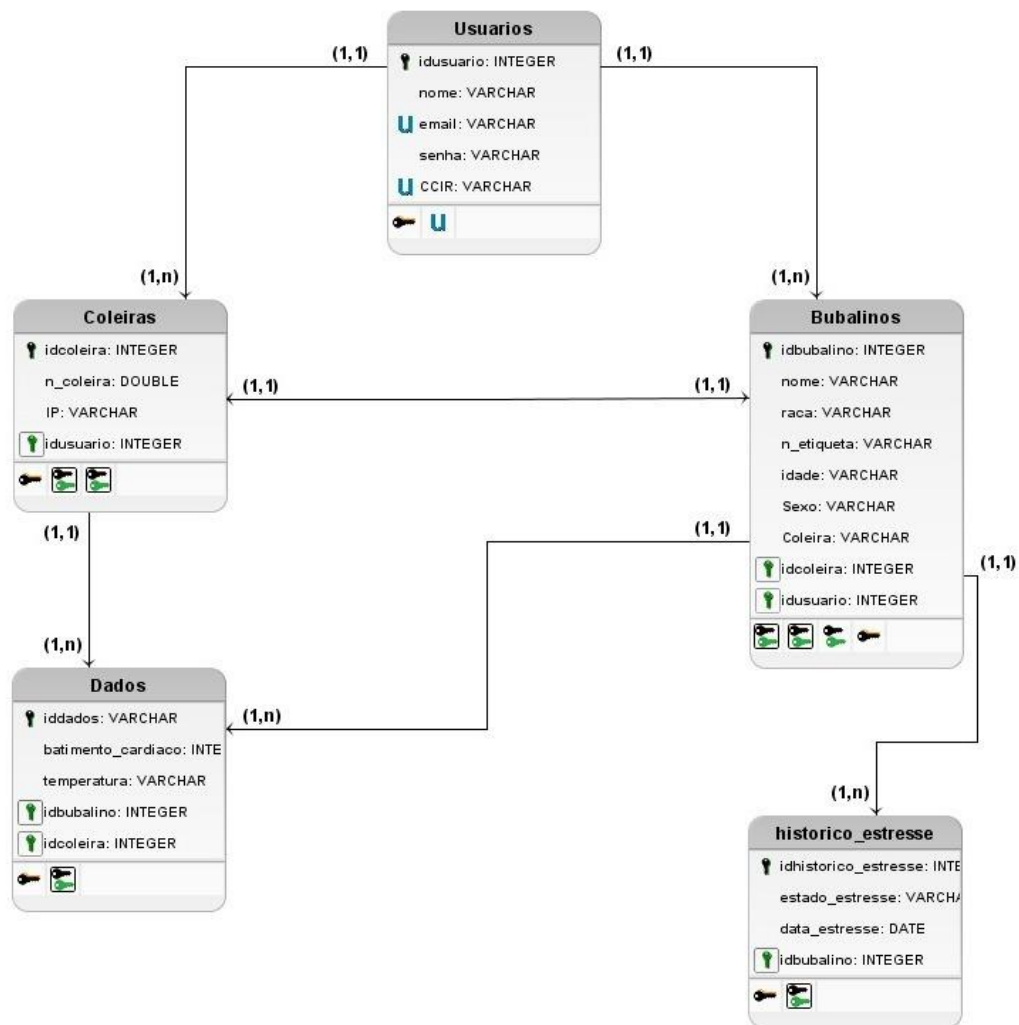 Usuarios
(1,1)
(1,1)
idusuario: INTEGER
nome: VARCHAR
U email: VARCHAR
senha: VARCHAR
U CCIR: VARCHAR
U
(1,n)
(1,n)
Coleiras
idcoleira: INTEGER
n_coleira: DOUBLE
IP: VARCHAR
idusuario: INTEGER
Bubalinos
idbubalino: INTEGER
nome: VARCHAR
raca: VARCHAR
n_etiqueta: VARCHAR
idade: VARCHAR
Sexo: VARCHAR
Coleira: VARCHAR
idcoleira: INTEGER
idusuario: INTEGER
(1,1)
(1,1)
(1,1)
(1,1)
(1,1)
(1,n)
(1,n)
Dados
iddados: VARCHAR
batimento_cardiaco: INTE
temperatura: VARCHAR
idbubalino: INTEGER
idcoleira: INTEGER
(1,n)
historico_estresse
idhistorico_estresse: INTE
estado_estresse: VARCHA
data_estresse: DATE
idbubalino: INTEGER